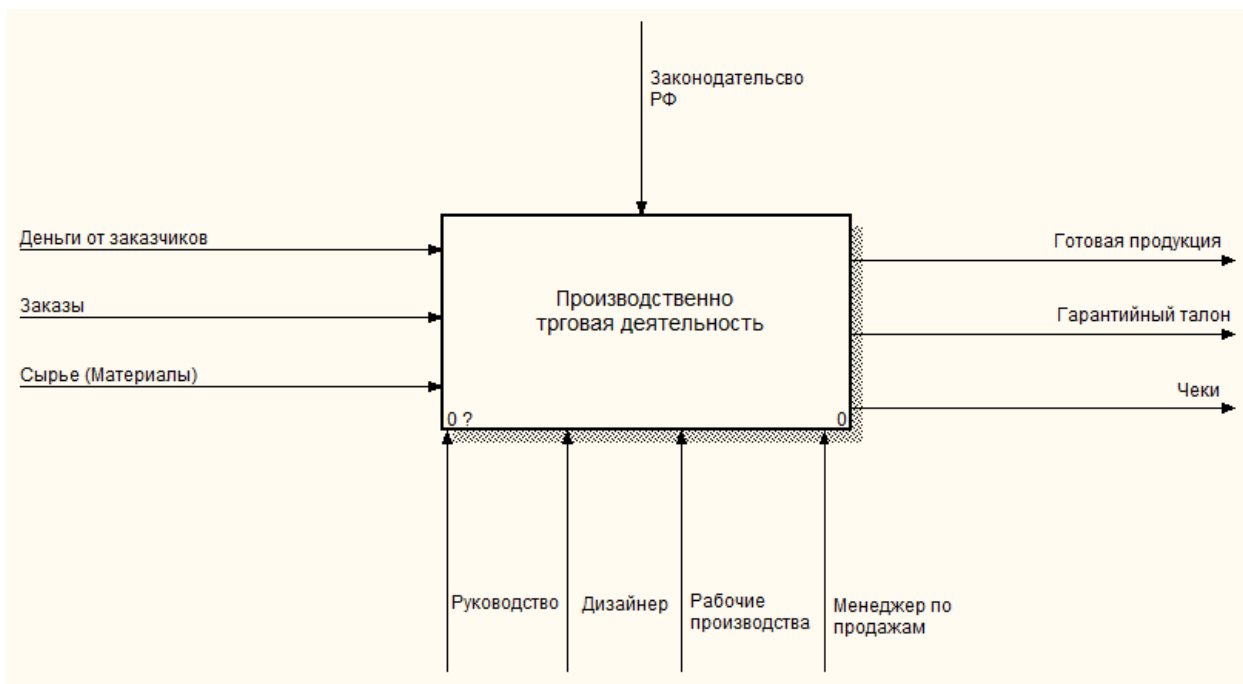 Законодательсво
РФ
Деньги от заказчиков
Заказы
Сырье (Материалы)
Производственно
трговая деятельность
0 ?
0
Готовая продукция
Гарантийный талон
Чеки
Руководство
Дизайнер
Рабочие
производства
Менеджер по
продажам